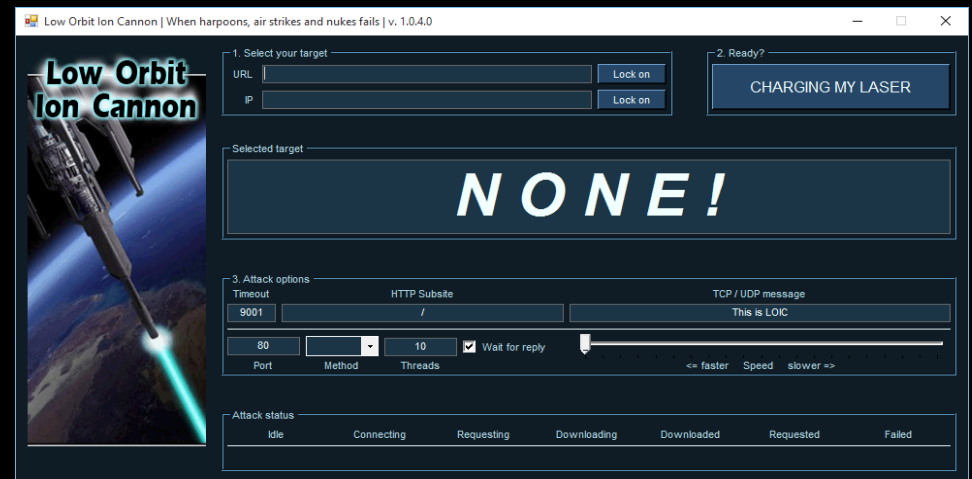 Low Orbit Ion Cannon | When harpoons, air strikes and nukes fails | v. 1.0.4.0
Low Orbit
Ion Cannon
1. Select your target
URL Lock on
IP Lock on
2. Ready?
CHARGING MY LASER
Selected target
NONE!
3. Attack options
Timeout HTTP Subsite TCP / UDP message
9001 / This is LOIC
80 10 Wait for reply
Port Method Threads <= faster Speed slower =>
Attack status
Idle Connecting Requesting Downloading Downloaded Requested Failed